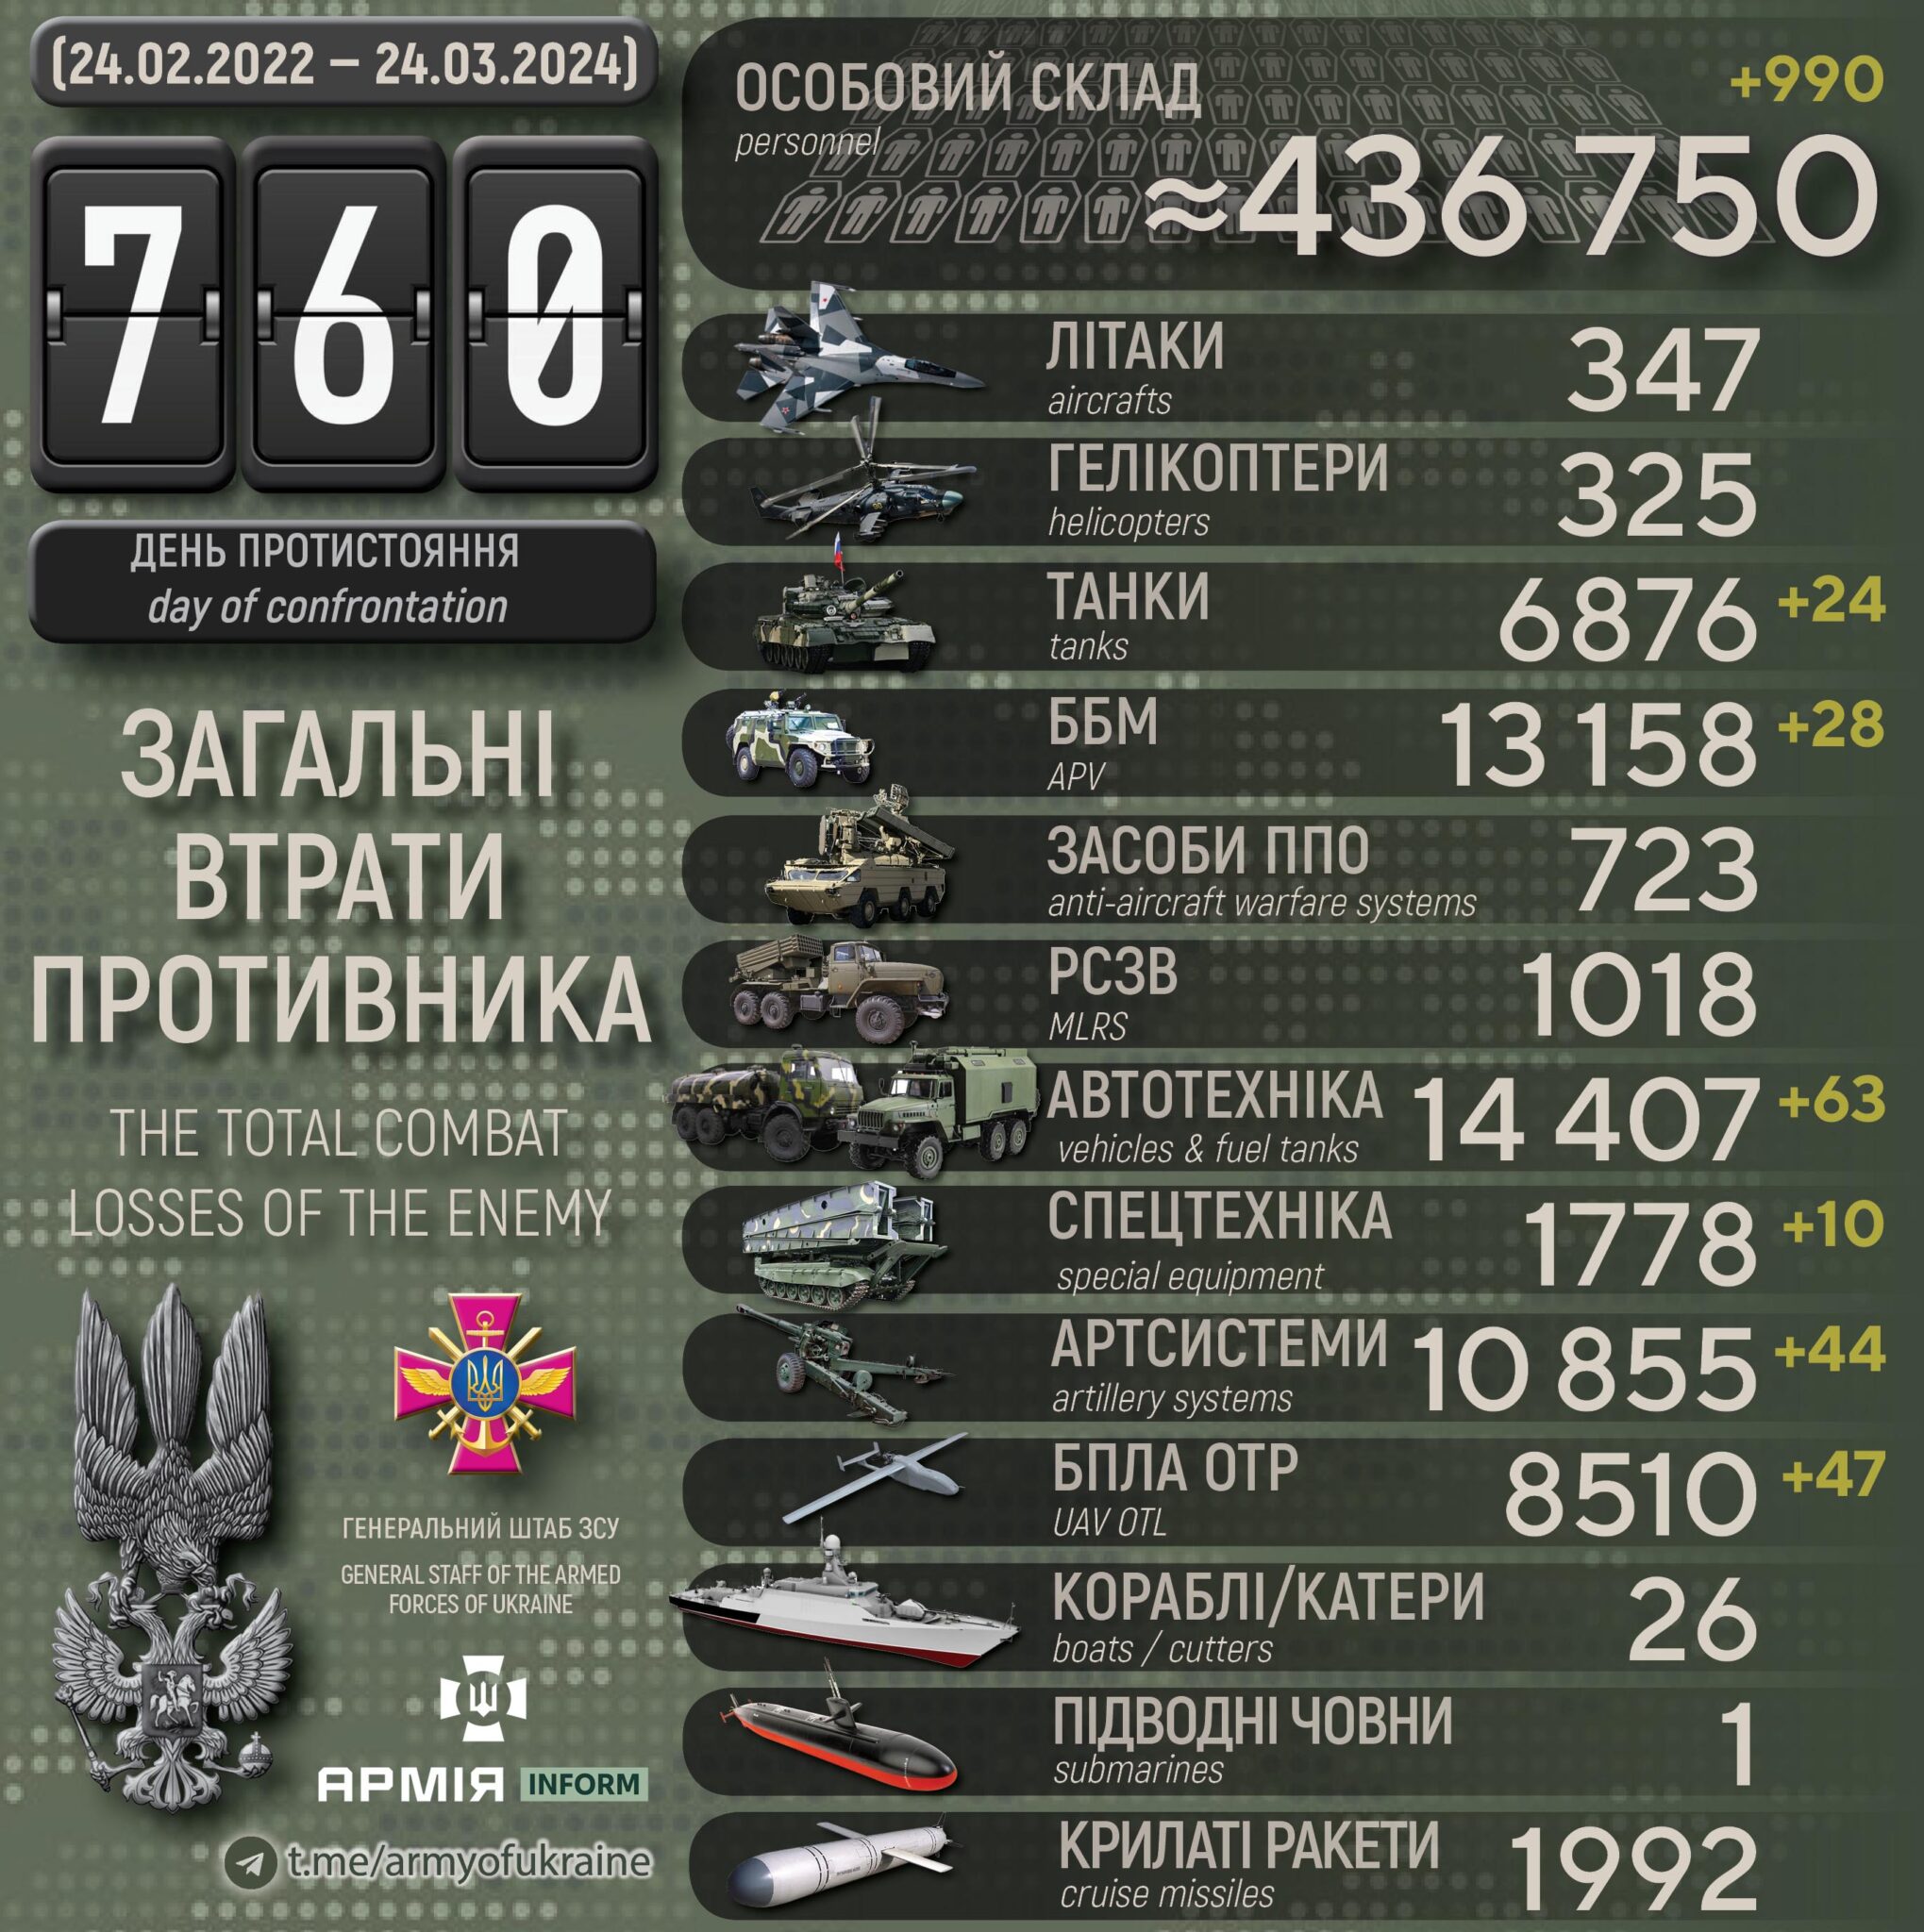 (24.02.2022 – 24.03.2024)
760
ДЕНЬ ПРОТИСТОЯННЯ
day of confrontation
ЗАГАЛЬНІ
ВТРАТИ
ПРОТИВНИКА
THE TOTAL COMBAT
LOSSES OF THE ENEMY
ГЕНЕРАЛЬНИЙ ШТАБ ЗСУ
GENERAL STAFF OF THE ARMED
FORCES OF UKRAINE
АРМІЯ INFORM
t.me/armyofukraine
ОСОБОВИЙ СКЛАД +990
personnel
≈436 750
ЛІТАКИ 347
aircrafts
ГЕЛІКОПТЕРИ 325
helicopters
ТАНКИ 6876 +24
tanks
ББМ 13 158 +28
APV
ЗАСОБИ ППО 723
anti-aircraft warfare systems
РСЗВ 1018
MLRS
АВТОТЕХНІКА 14 407 +63
vehicles & fuel tanks
СПЕЦТЕХНІКА 1778 +10
special equipment
АРТСИСТЕМИ 10 855 +44
artillery systems
БПЛА ОТР 8510 +47
UAV OTL
КОРАБЛІ/КАТЕРИ 26
boats / cutters
ПІДВОДНІ ЧОВНИ 1
submarines
КРИЛАТІ РАКЕТИ 1992
cruise missiles